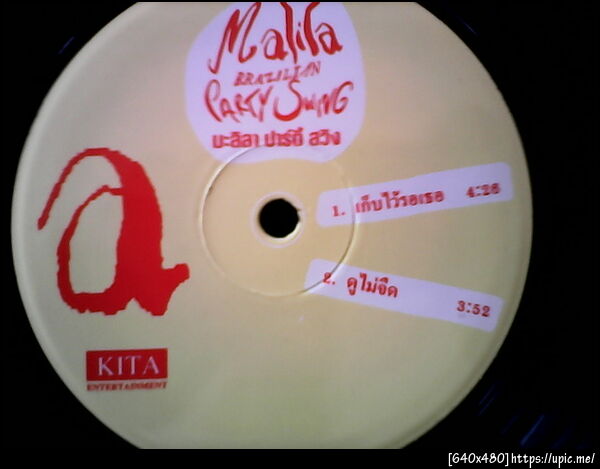 Malila
BRAZILIAN
PARTY SWING
มะลิลา ปาร์ตี้ สวิง
a
1. เก็บไว้รอเธอ 4:26
2. ดูไม่จืด 3:52
KITA
ENTERTAINMENT
[640x480]https://upic.me/